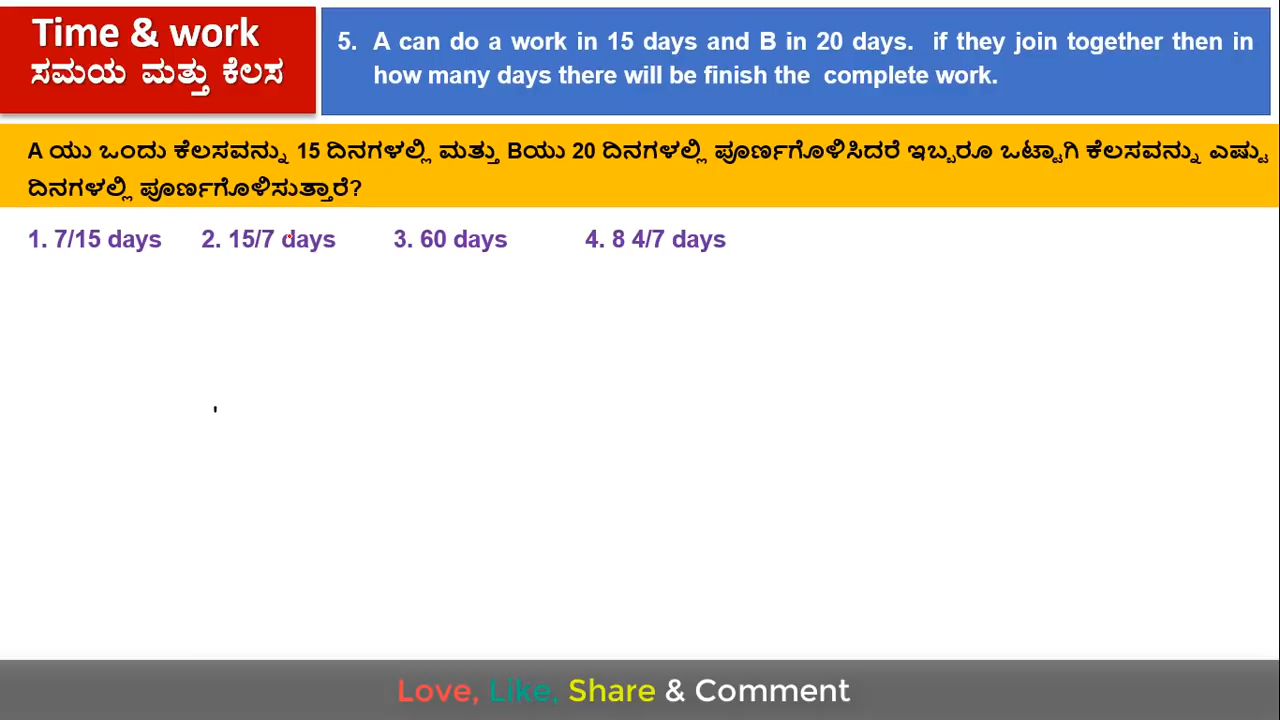 Time & work
ಸಮಯ ಮತ್ತು ಕೆಲಸ
5. A can do a work in 15 days and B in 20 days. if they join together then in
how many days there will be finish the complete work.
A ಯು ಒಂದು ಕೆಲಸವನ್ನು 15 ದಿನಗಳಲ್ಲಿ ಮತ್ತು Bಯು 20 ದಿನಗಳಲ್ಲಿ ಪೂರ್ಣಗೊಳಿಸಿದರೆ ಇಬ್ಬರೂ ಒಟ್ಟಾಗಿ ಕೆಲಸವನ್ನು ಎಷ್ಟು
ದಿನಗಳಲ್ಲಿ ಪೂರ್ಣಗೊಳಿಸುತ್ತಾರೆ?
1. 7/15 days 2. 15/7 days 3. 60 days 4. 8 4/7 days
Love, Like, Share & Comment